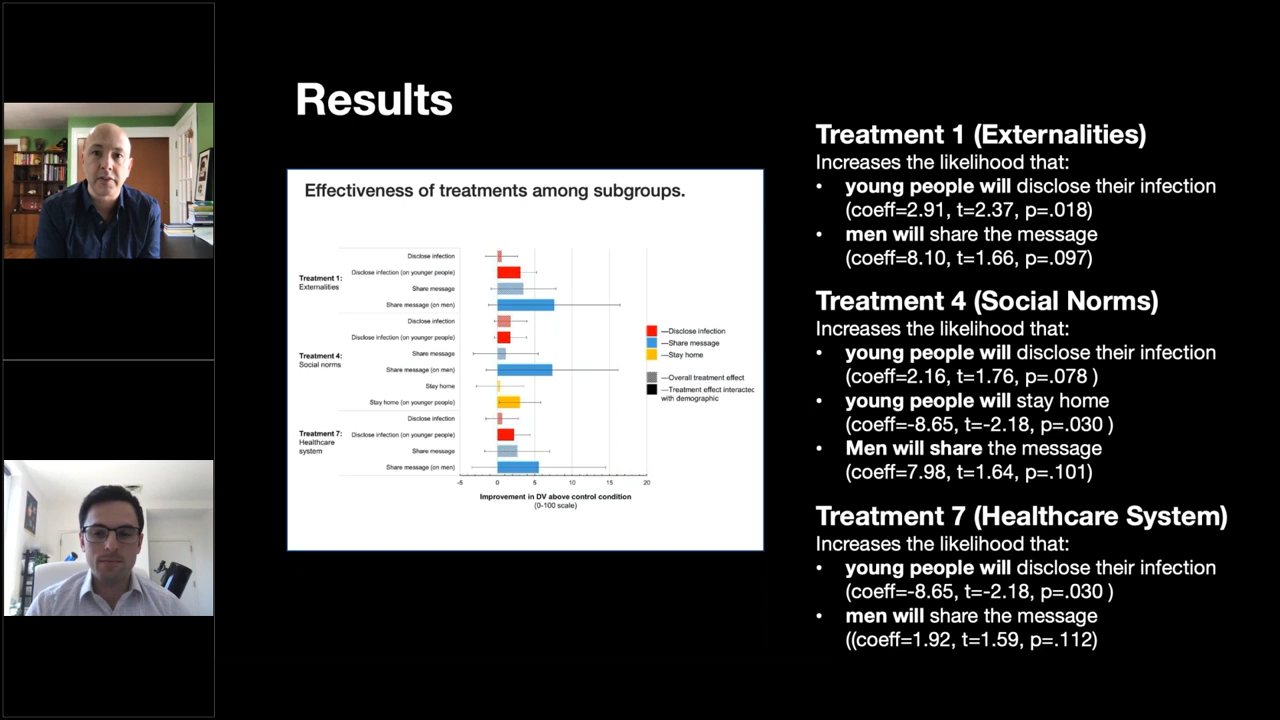 Results
Effectiveness of treatments among subgroups.
Treatment 1:
Externalities
Disclose infection
Disclose infection (on younger people)
Share message
Share message (on men)
Treatment 4:
Social norms
Disclose infection
Disclose infection (on younger people)
Share message
Share message (on men)
Stay home
Stay home (on younger people)
Treatment 7:
Healthcare
system
Disclose infection
Disclose infection (on younger people)
Share message
Share message (on men)
-5 0 5 10 15 20
Improvement in DV above control condition
(0-100 scale)
—Disclose infection
—Share message
—Stay home
—Overall treatment effect
—Treatment effect interacted
with demographic
Treatment 1 (Externalities)
Increases the likelihood that:
• young people will disclose their infection
(coeff=2.91, t=2.37, p=.018)
• men will share the message
(coeff=8.10, t=1.66, p=.097)
Treatment 4 (Social Norms)
Increases the likelihood that:
• young people will disclose their infection
(coeff=2.16, t=1.76, p=.078 )
• young people will stay home
(coeff=-8.65, t=-2.18, p=.030 )
• Men will share the message
(coeff=7.98, t=1.64, p=.101)
Treatment 7 (Healthcare System)
Increases the likelihood that:
• young people will disclose their infection
(coeff=-8.65, t=-2.18, p=.030 )
• men will share the message
((coeff=1.92, t=1.59, p=.112)